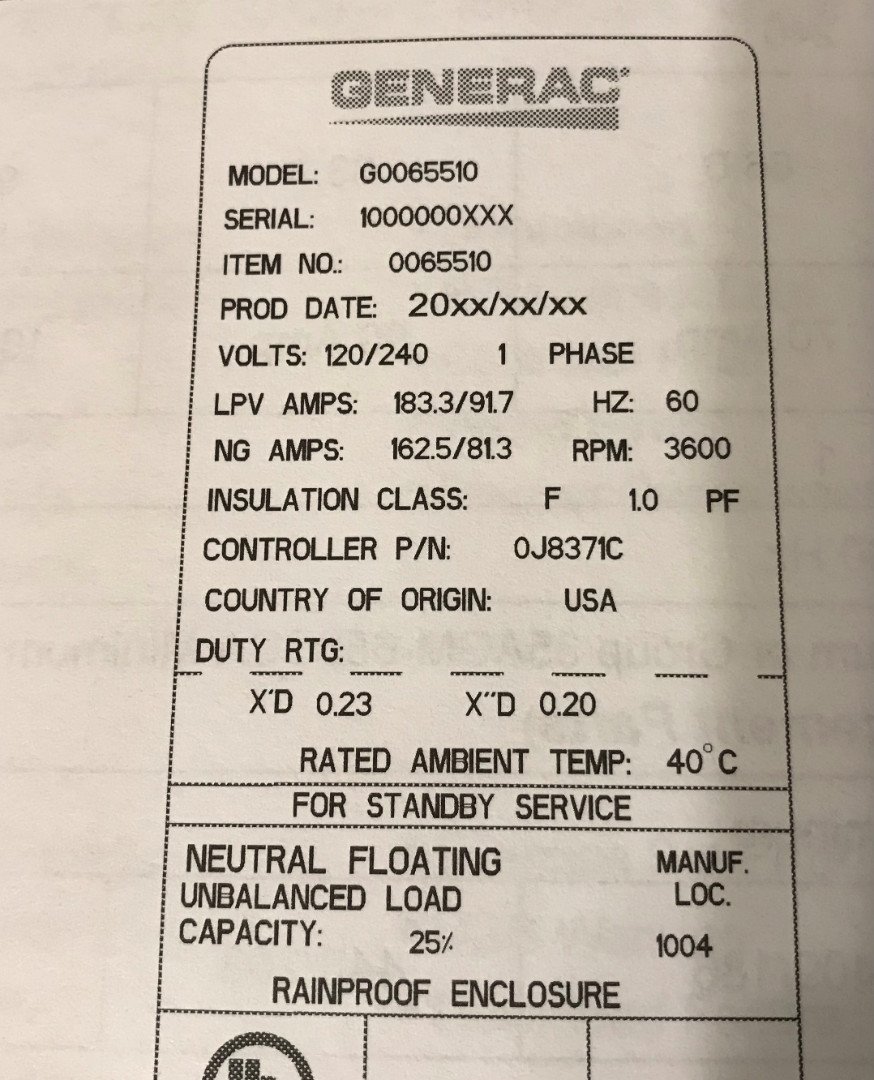 GENERAC
MODEL: G0065510
SERIAL: 1000000XXX
ITEM NO.: 0065510
PROD DATE: 20xx/xx/xx
VOLTS: 120/240 1 PHASE
LPV AMPS: 183.3/91.7 HZ: 60
NG AMPS: 162.5/81.3 RPM: 3600
INSULATION CLASS: F 1.0 PF
CONTROLLER P/N: 0J8371C
COUNTRY OF ORIGIN: USA
DUTY RTG:
X'D 0.23 X"D 0.20
RATED AMBIENT TEMP: 40°C
FOR STANDBY SERVICE
NEUTRAL FLOATING MANUF.
UNBALANCED LOAD LOC.
CAPACITY: 25% 1004
RAINPROOF ENCLOSURE